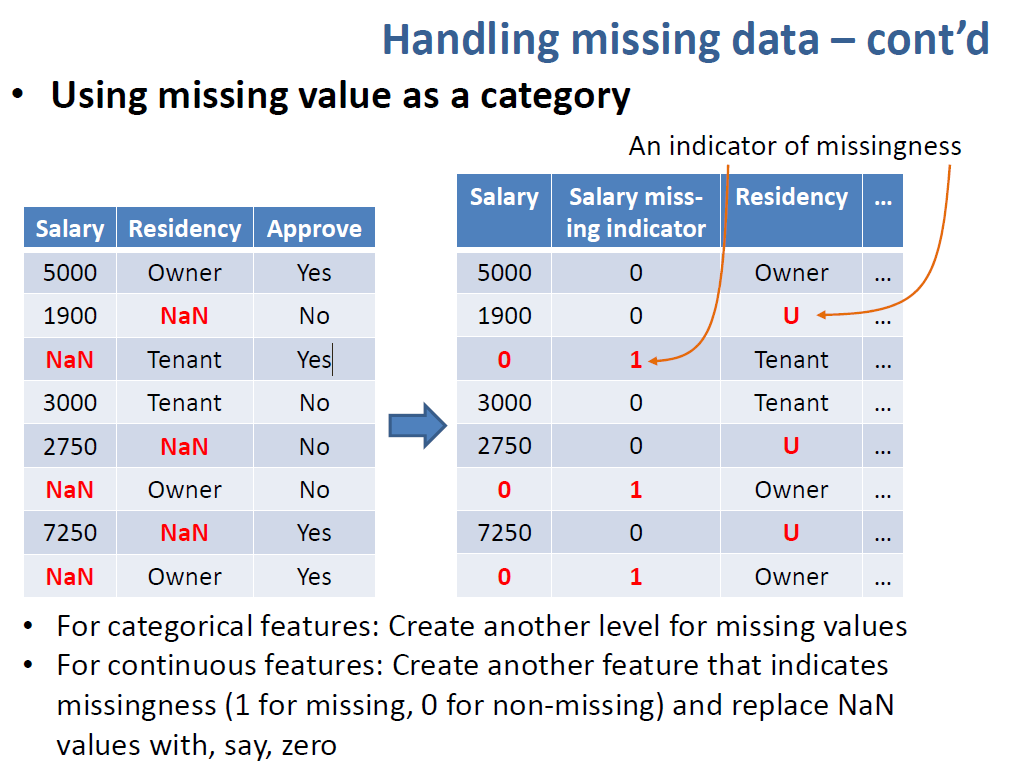 Handling missing data – cont’d
• Using missing value as a category
An indicator of missingness
Salary Residency Approve
5000 Owner Yes
1900 NaN No
NaN Tenant Yes
3000 Tenant No
2750 NaN No
NaN Owner No
7250 NaN Yes
NaN Owner Yes
Salary Salary miss- Residency ...
ing indicator
5000 0 Owner ...
1900 0 U ...
0 1 Tenant ...
3000 0 Tenant ...
2750 0 U ...
0 1 Owner ...
7250 0 U ...
0 1 Owner ...
• For categorical features: Create another level for missing values
• For continuous features: Create another feature that indicates
missingness (1 for missing, 0 for non-missing) and replace NaN
values with, say, zero